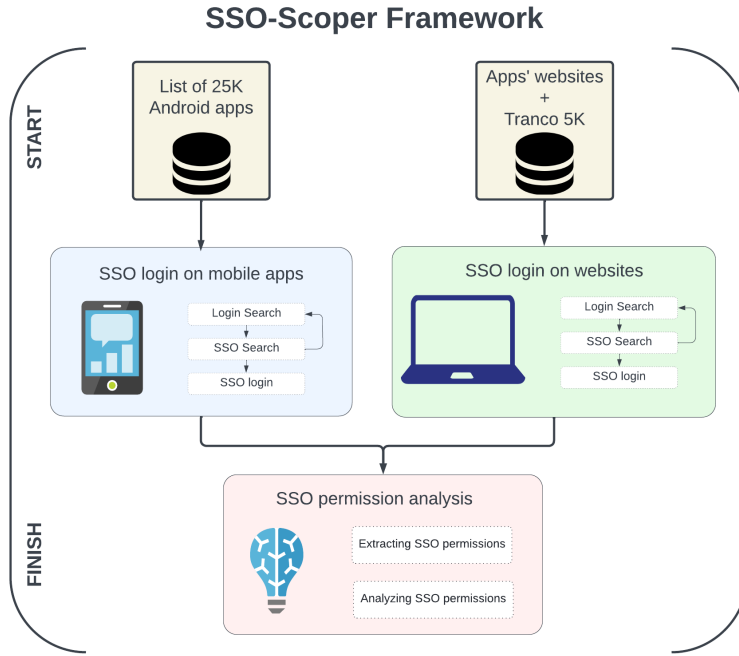 SSO-Scoper Framework
START
List of 25K
Android apps
Apps' websites
+
Tranco 5K
SSO login on mobile apps
Login Search
SSO Search
SSO login
SSO login on websites
Login Search
SSO Search
SSO login
FINISH
SSO permission analysis
Extracting SSO permissions
Analyzing SSO permissions